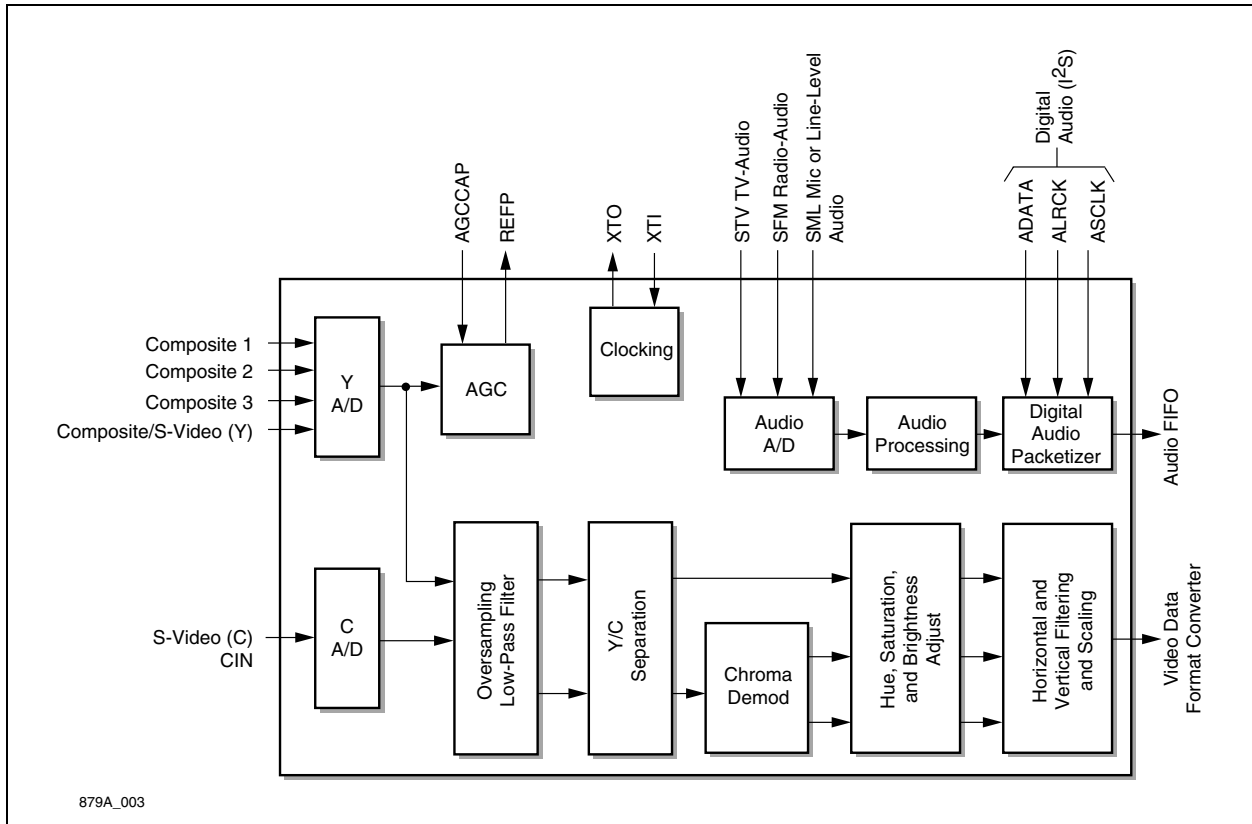 Digital
Audio (I²S)
AGCCAP
REFP
XTO
XTI
STV TV-Audio
SFM Radio-Audio
SML Mic or Line-Level
Audio
ADATA
ALRCK
ASCLK
Composite 1
Composite 2
Composite 3
Composite/S-Video (Y)
Y
A/D
AGC
Clocking
Audio
A/D
Audio
Processing
Digital
Audio
Packetizer
Audio FIFO
S-Video (C)
CIN
C
A/D
Oversampling
Low-Pass Filter
Y/C
Separation
Chroma
Demod
Hue, Saturation,
and Brightness
Adjust
Horizontal and
Vertical Filtering
and Scaling
Video Data
Format Converter
879A_003